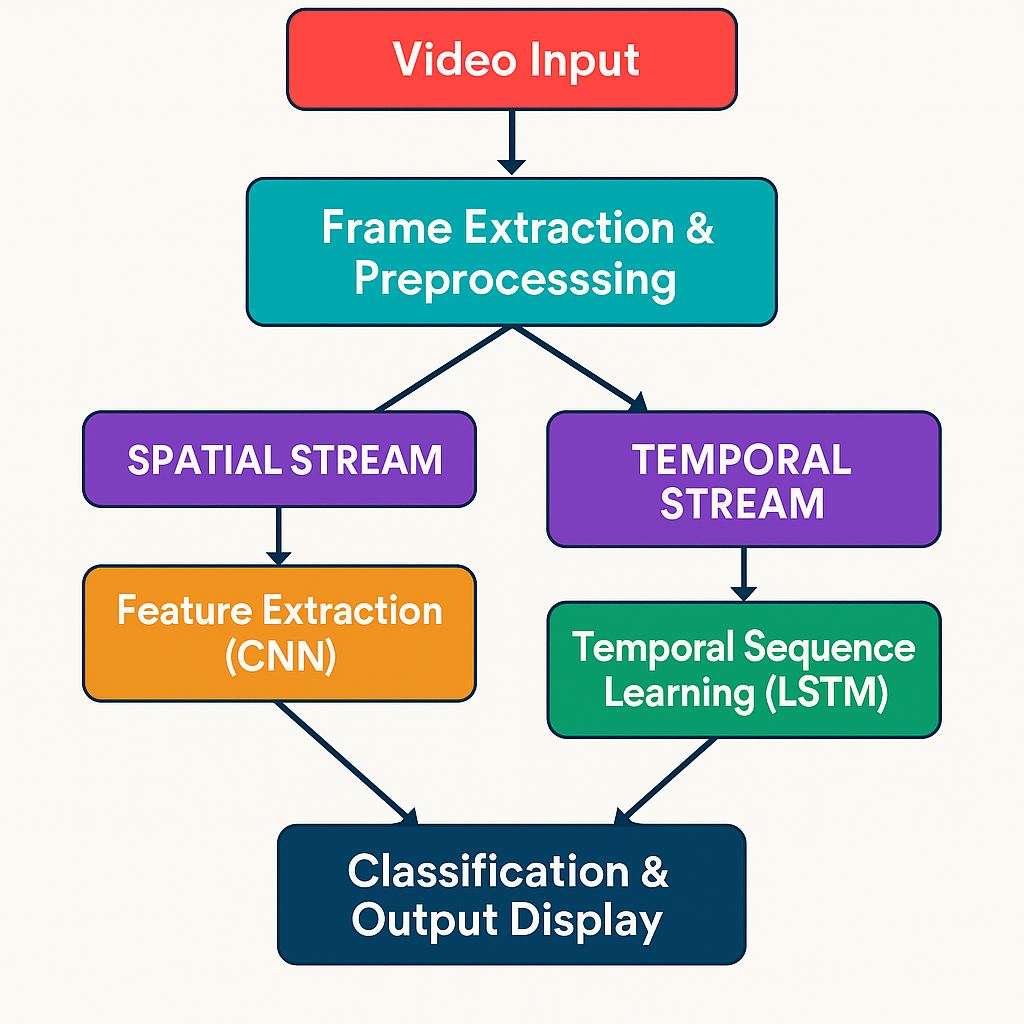 Video Input
Frame Extraction &
Preprocesssing
SPATIAL STREAM
TEMPORAL
STREAM
Feature Extraction
(CNN)
Temporal Sequence
Learning (LSTM)
Classification &
Output Display